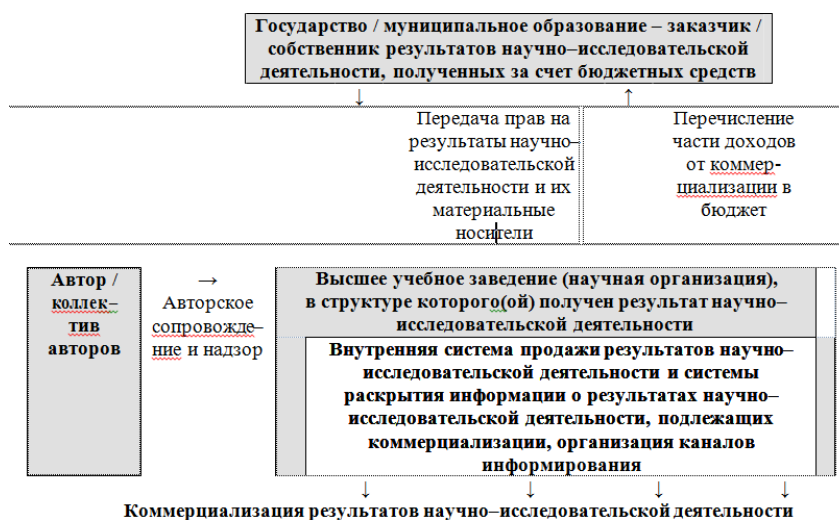 Государство / муниципальное образование – заказчик /
собственник результатов научно–исследовательской
деятельности, полученных за счет бюджетных средств
↓ ↑
Передача прав на
результаты научно–
исследовательской
деятельности и их
материальные
носители
Перечисление
части доходов
от коммер-
циализации в
бюджет
Автор /
коллек–
тив
авторов
→
Авторское
сопровожде–
ние и надзор
Высшее учебное заведение (научная организация),
в структуре которого(ой) получен результат научно–
исследовательской деятельности
Внутренняя система продажи результатов научно–
исследовательской деятельности и системы
раскрытия информации о результатах научно–
исследовательской деятельности, подлежащих
коммерциализации, организация каналов
информирования
↓ ↓ ↓ ↓
Коммерциализация результатов научно–исследовательской деятельности